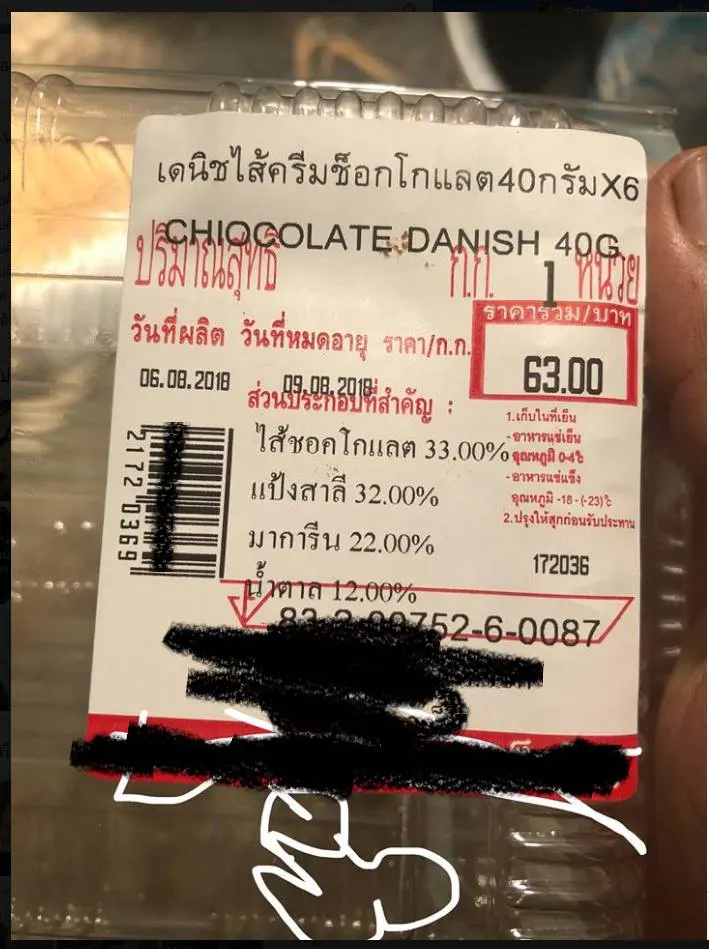 เดนิชไส้ครีมช็อกโกแลต40กรัมX6
CHIOCOLATE DANISH 40G
ปริมาณสุทธิ ก.ก. 1 หน่วย
วันที่ผลิต วันที่หมดอายุ ราคา/ก.ก. ราคารวม/บาท
06.08.2018 09.08.2018 63.00
ส่วนประกอบที่สำคัญ :
ไส้ชอคโกแลต 33.00%
แป้งสาลี 32.00%
มาการีน 22.00%
น้ำตาล 12.00%
1.เก็บในที่เย็น
-อาหารแช่เย็น
อุณหภูมิ 0-4°C
-อาหารแช่แข็ง
อุณหภูมิ -18 - (-23)°C
2.ปรุงให้สุกก่อนรับประทาน
172036
2172 0369
752-6-0087